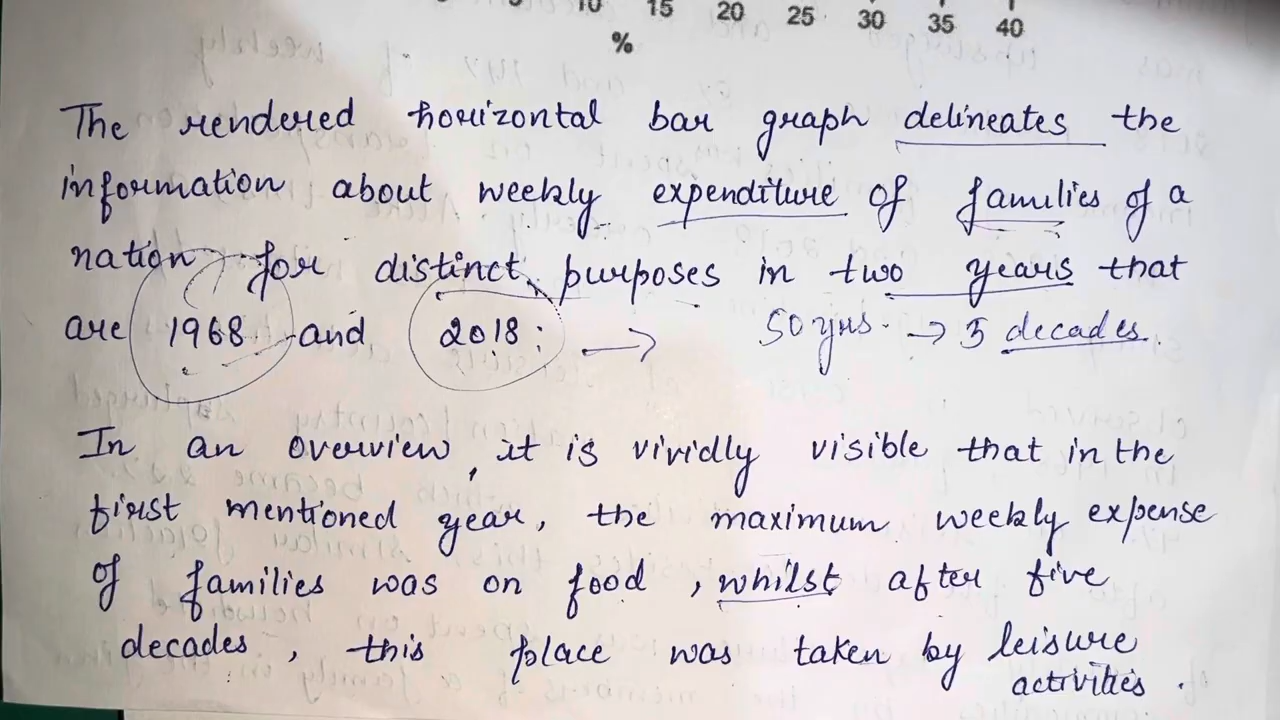 10 15 20 25 30 35 40
%
The rendered horizontal bar graph delineates the
information about weekly expenditure of families of a
nation for distinct purposes in two years that
are 1968 and 2018: → 50 yrs. → 5 decades.
In an overview, it is vividly visible that in the
first mentioned year, the maximum weekly expense
of families was on food, whilst after five
decades, this place was taken by leisure
activities.